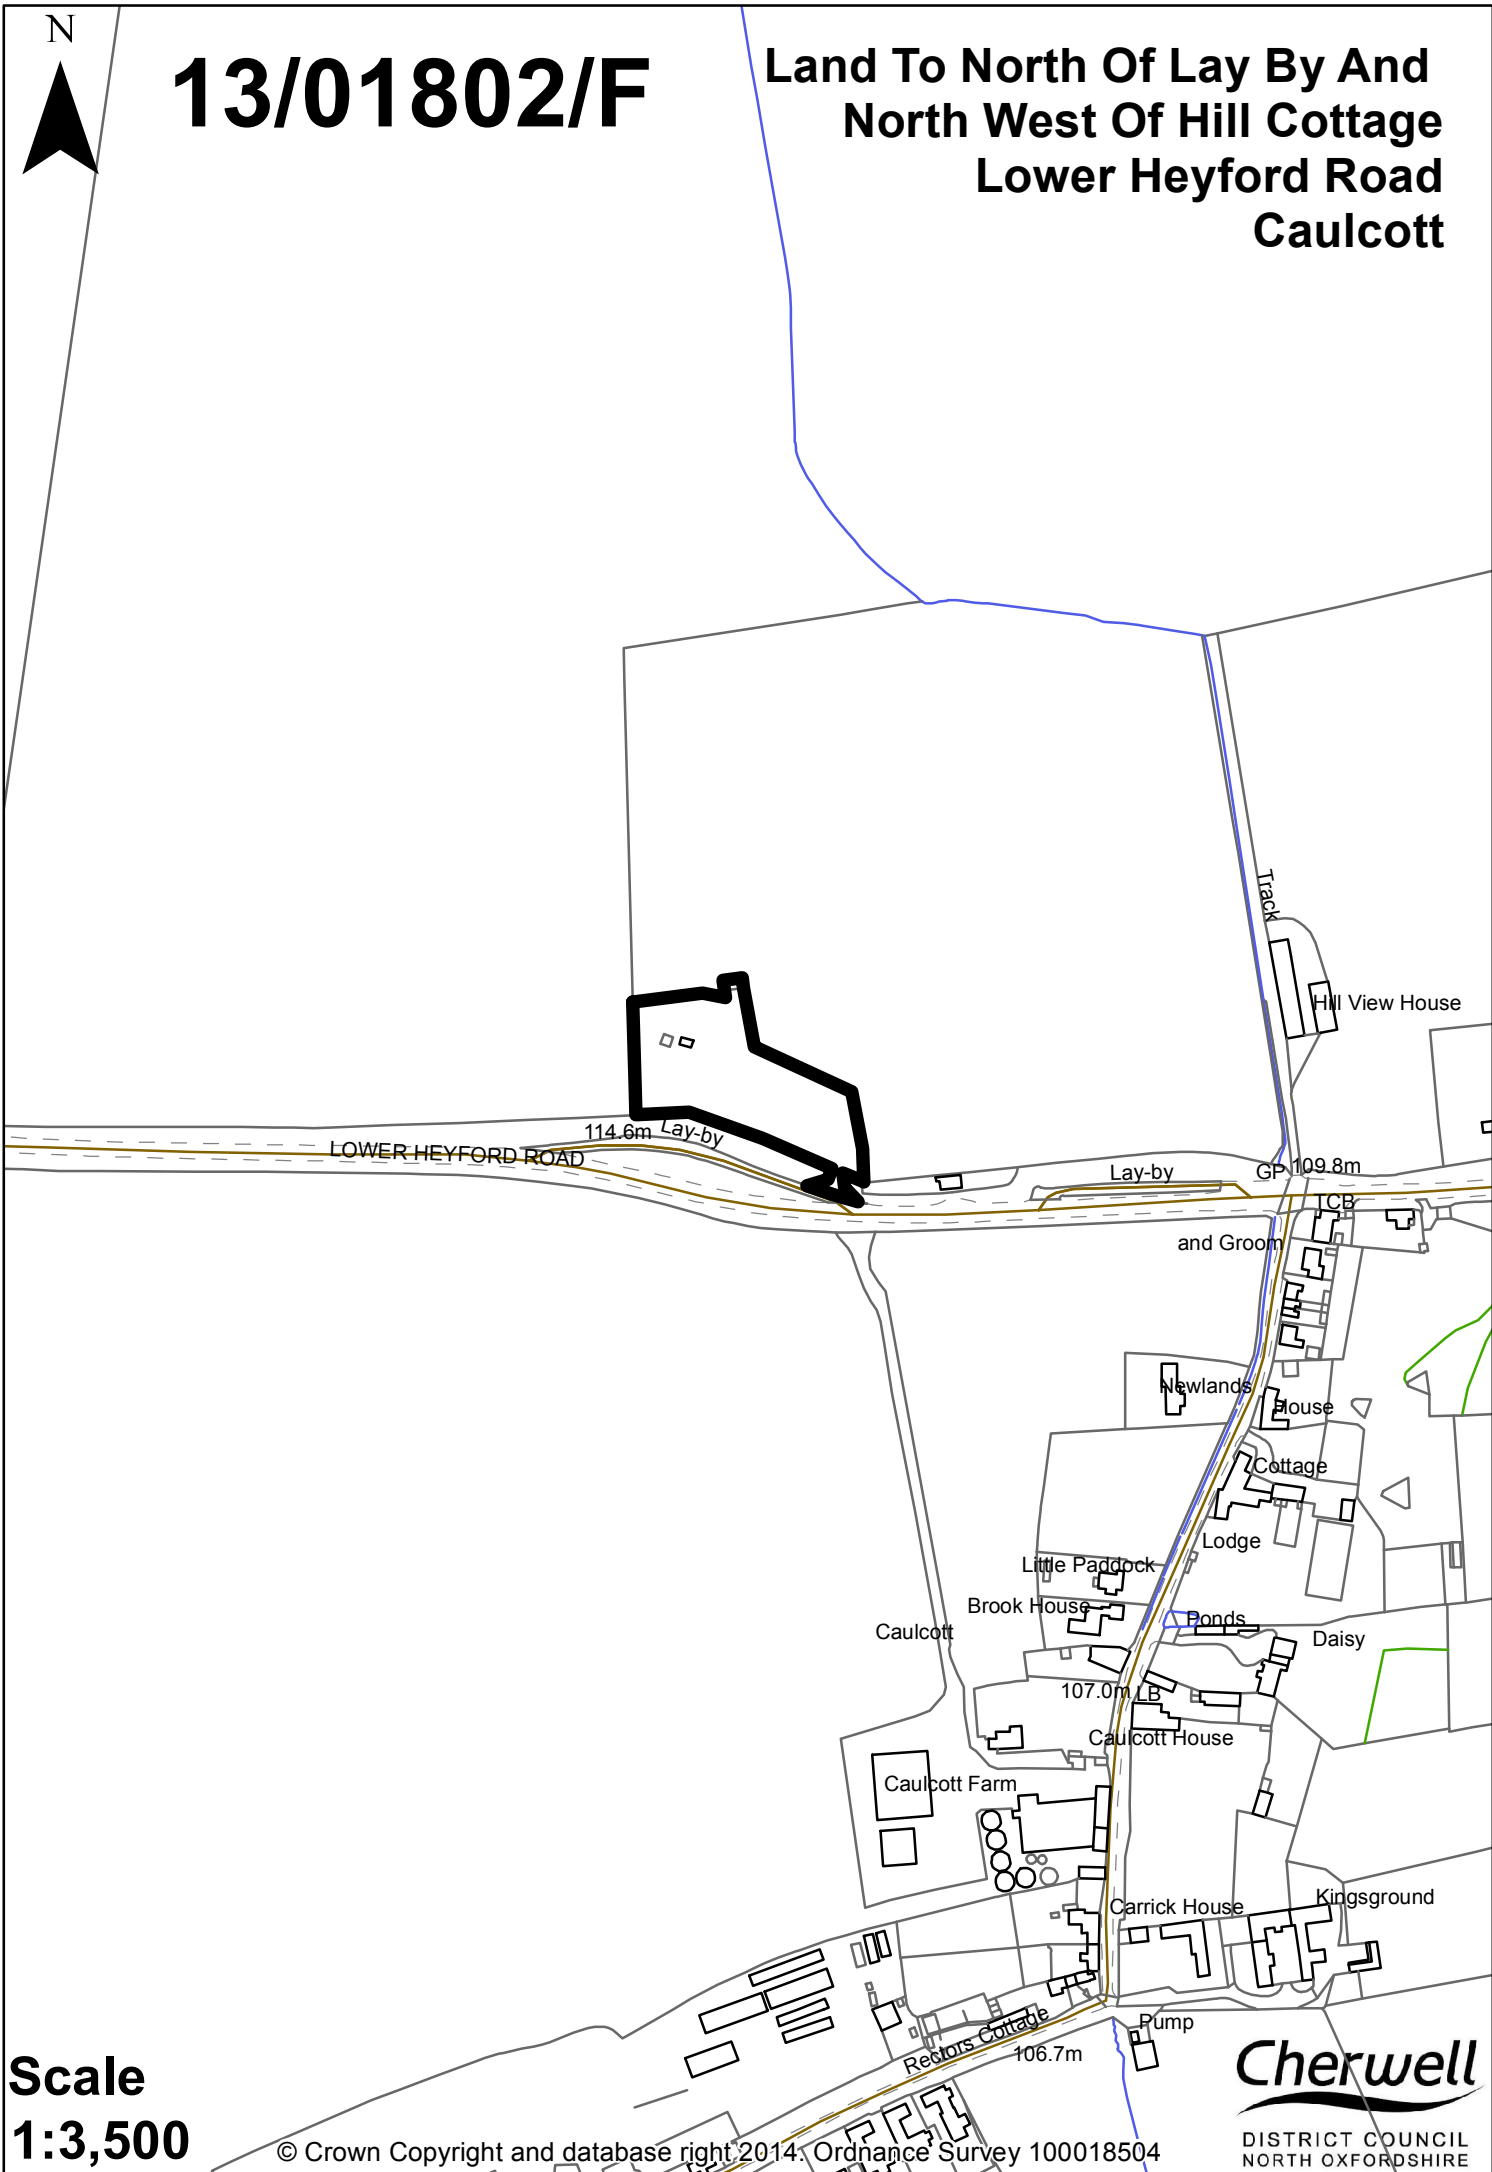 N
13/01802/F
Land To North Of Lay By And
North West Of Hill Cottage
Lower Heyford Road
Caulcott
Track
Hill View House
114.6m
Lay-by
LOWER HEYFORD ROAD
Lay-by
GP
109.8m
TCB
and Groom
Newlands
House
Cottage
Lodge
Little Paddock
Brook House
Ponds
Caulcott
Daisy
107.0m
LB
Caulcott House
Caulcott Farm
Carrick House
Kingsground
Rectors Cottage
Pump
106.7m
Scale
1:3,500
© Crown Copyright and database right 2014. Ordnance Survey 100018504
Cherwell
DISTRICT COUNCIL
NORTH OXFORDSHIRE